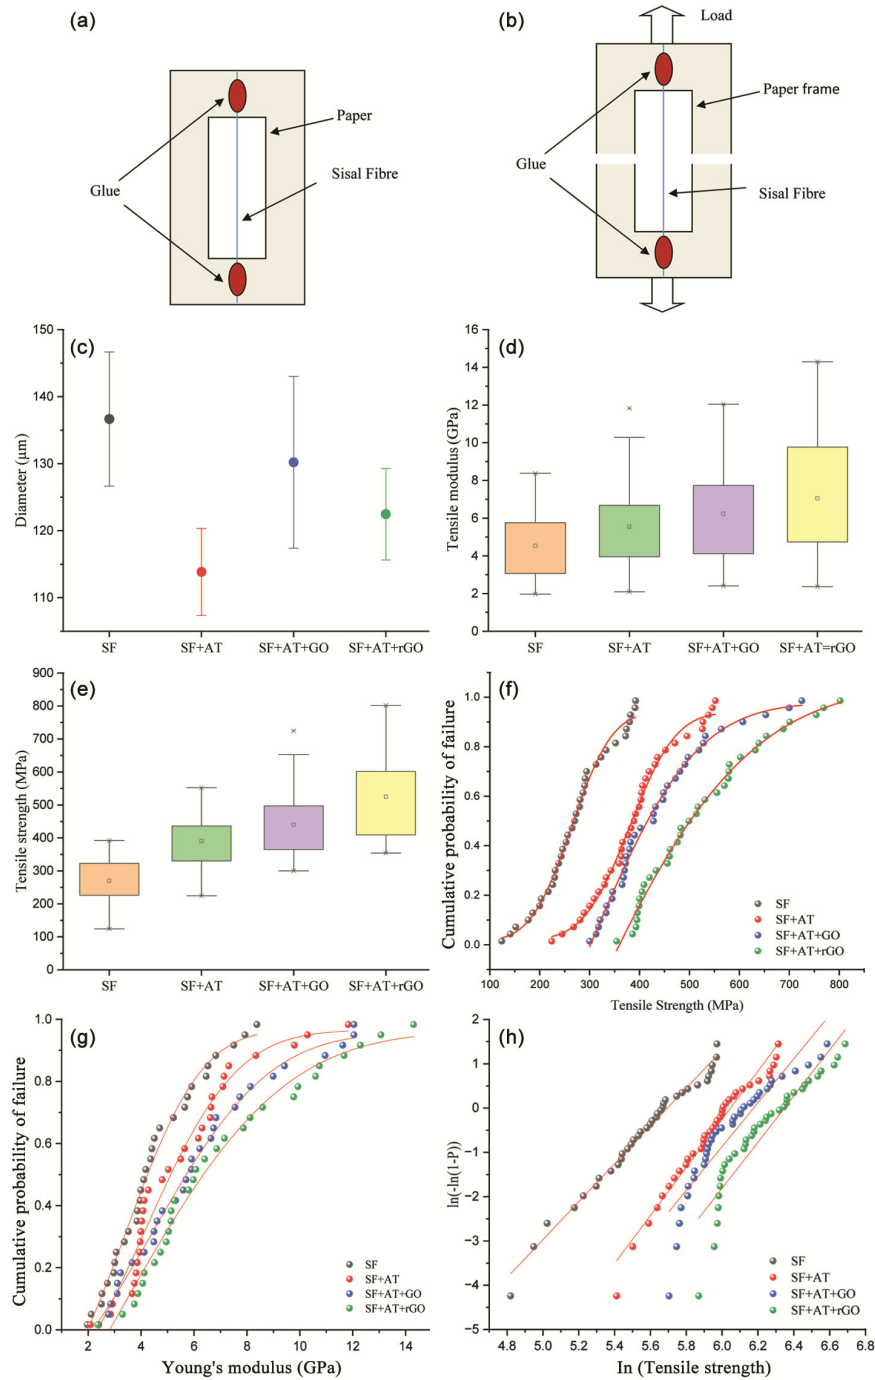 (a)
Paper
Glue
Sisal Fibre
(b)
Load
Paper frame
Glue
Sisal Fibre
(c)
Diameter (μm)
150
140
130
120
110
SF
SF+AT
SF+AT+GO
SF+AT+rGO
(d)
Tensile modulus (GPa)
16
14
12
10
8
6
4
2
0
SF
SF+AT
SF+AT+GO
SF+AT=rGO
(e)
Tensile strength (MPa)
900
800
700
600
500
400
300
200
100
0
SF
SF+AT
SF+AT+GO
SF+AT+rGO
(f)
Cumulative probability of failure
1.0
0.8
0.6
0.4
0.2
0.0
SF
SF+AT
SF+AT+GO
SF+AT+rGO
100 200 300 400 500 600 700 800
Tensile Strength (MPa)
(g)
Cumulative probability of failure
1.0
0.8
0.6
0.4
0.2
0.0
SF
SF+AT
SF+AT+GO
SF+AT+rGO
0 2 4 6 8 10 12 14
Young's modulus (GPa)
(h)
ln(-ln(1-P))
2
1
0
-1
-2
-3
-4
-5
SF
SF+AT
SF+AT+GO
SF+AT+rGO
4.8 5.0 5.2 5.4 5.6 5.8 6.0 6.2 6.4 6.6 6.8
In (Tensile strength)